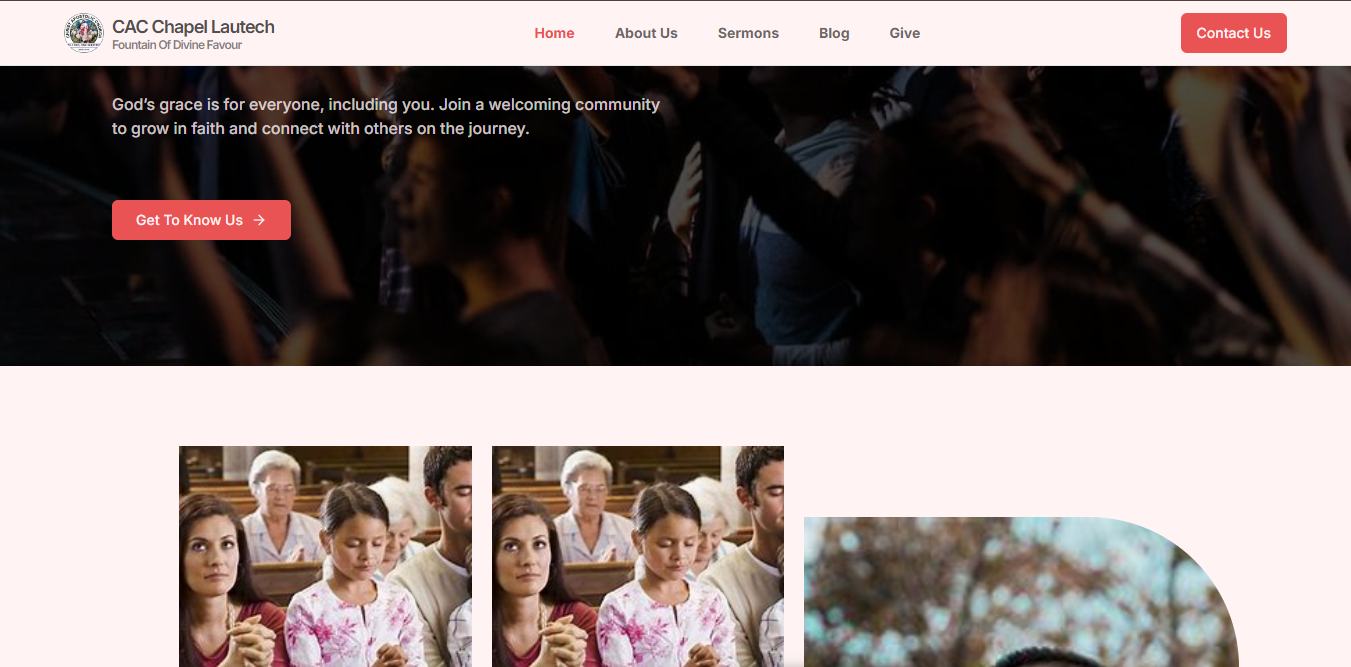 CAC Chapel Lautech
Fountain Of Divine Favour
Home
About Us
Sermons
Blog
Give
Contact Us
God’s grace is for everyone, including you. Join a welcoming community
to grow in faith and connect with others on the journey.
Get To Know Us